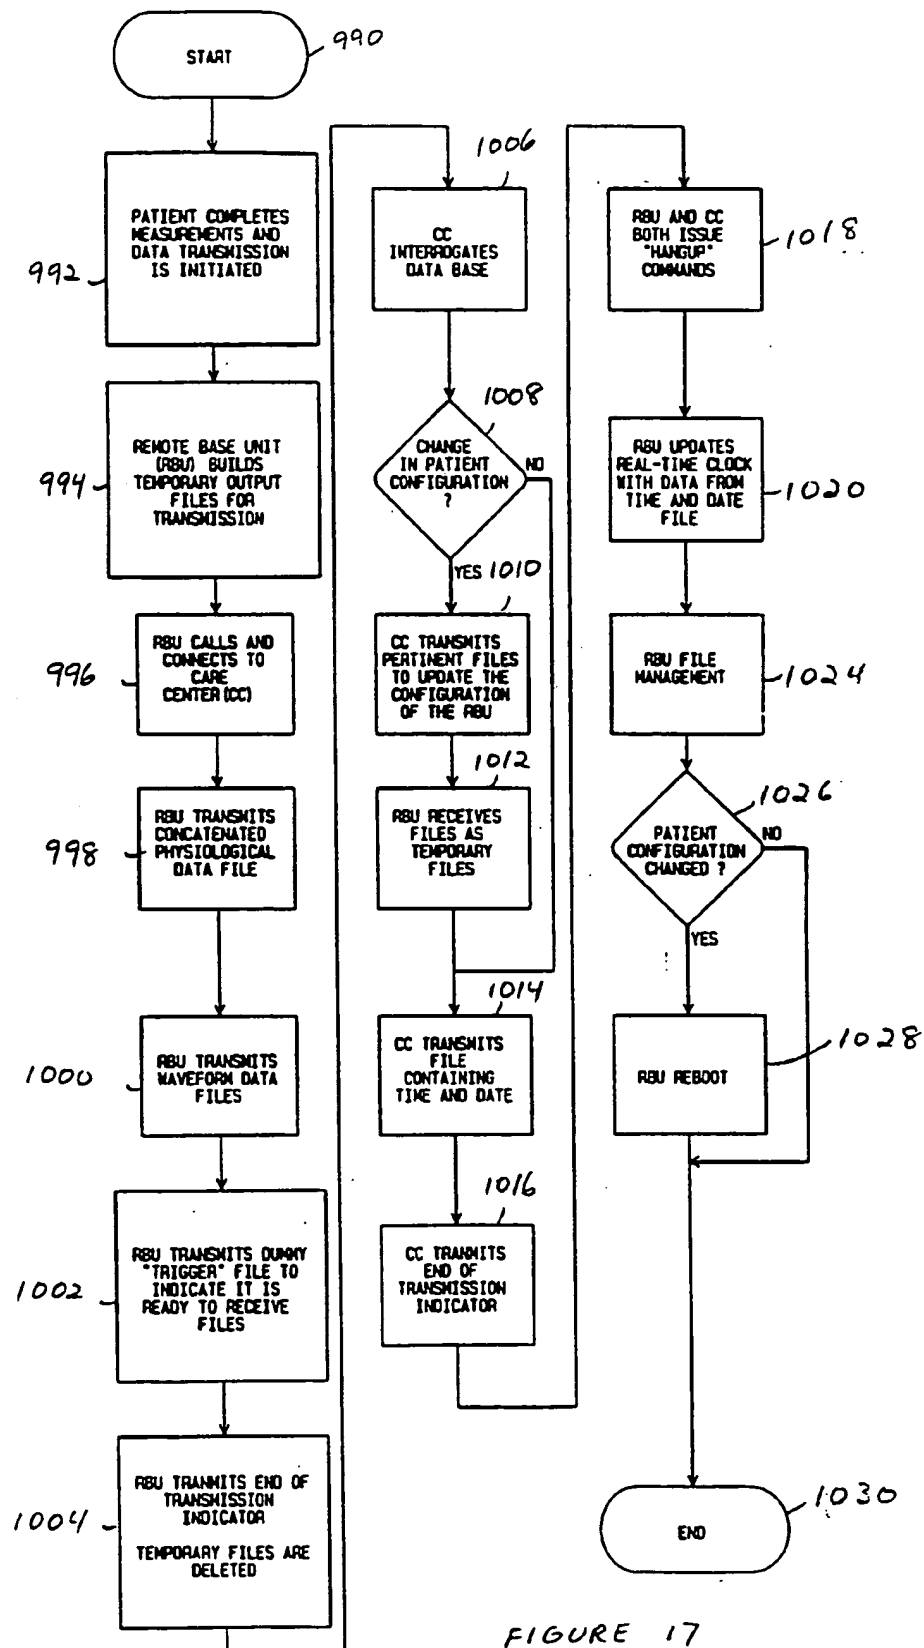 START
990
PATIENT COMPLETES
MEASUREMENTS AND
DATA TRANSMISSION
IS INITIATED
992
REMOTE BASE UNIT
(RBU) BUILDS
TEMPORARY OUTPUT
FILES FOR
TRANSMISSION
994
RBU CALLS AND
CONNECTS TO
CARE
CENTER(CC)
996
RBU TRANSMITS
CONCATENATED
PHYSIOLOGICAL
DATA FILE
998
RBU TRANSMITS
WAVEFORM DATA
FILES
1000
RBU TRANSMITS DUMMY
"TRIGGER" FILE TO
INDICATE IT IS
READY TO RECEIVE
FILES
1002
RBU TRANMITS END OF
TRANSMISSION
INDICATOR
TEMPORARY FILES ARE
DELETED
1004
1006
CC
INTERROGATES
DATA BASE
1008
CHANGE
IN PATIENT
CONFIGURATION
?
NO
YES
1010
CC TRANSMITS
PERTINENT FILES
TO UPDATE THE
CONFIGURATION
OF THE RBU
1012
RBU RECEIVES
FILES AS
TEMPORARY
FILES
1014
CC TRANSMITS
FILE
CONTAINING
TIME AND DATE
1016
CC TRANMITS
END OF
TRANSMISSION
INDICATOR
RBU AND CC
BOTH ISSUE
"HANGUP"
COMMANDS
1018
RBU UPDATES
REAL-TIME CLOCK
WITH DATA FROM
TIME AND DATE
FILE
1020
RBU FILE
MANAGEMENT
1024
1026
PATIENT
CONFIGURATION
CHANGED ?
NO
YES
RBU REBOOT
1028
END
1030
FIGURE 17